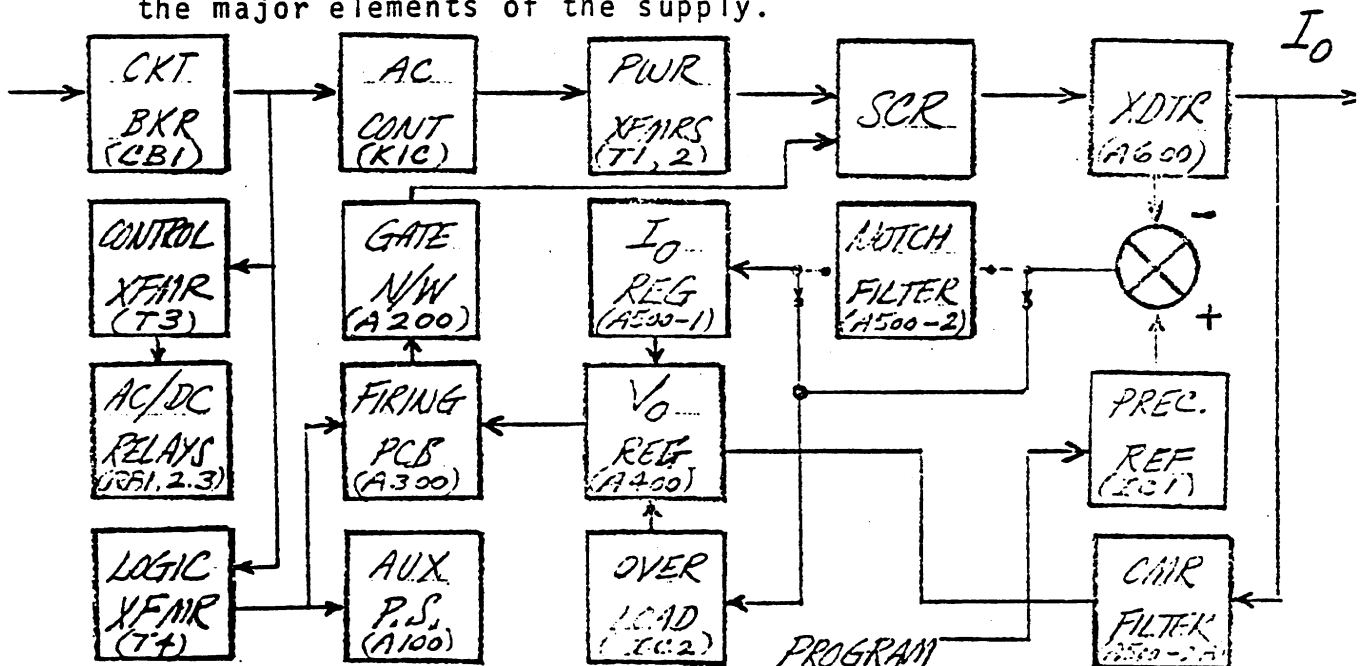 the major elements of the supply.
I₀
CKT
BKR
(CB1)
AC
CONT
(K1C)
PWR
XFMRS
(T1, 2)
SCR
XDTR
(A600)
CONTROL
XFMR
(T3)
GATE
N/W
(A200)
I₀
REG
(A500-1)
NOTCH
FILTER
(A500-2)
-
+
AC/DC
RELAYS
FIRING
PCB
(A300)
V₀
REG
(A400)
PREC.
REF
LOGIC
XFMR
(T4)
AUX
P.S.
(A100)
OVER
LOAD
CMR
FILTER
PROGRAM